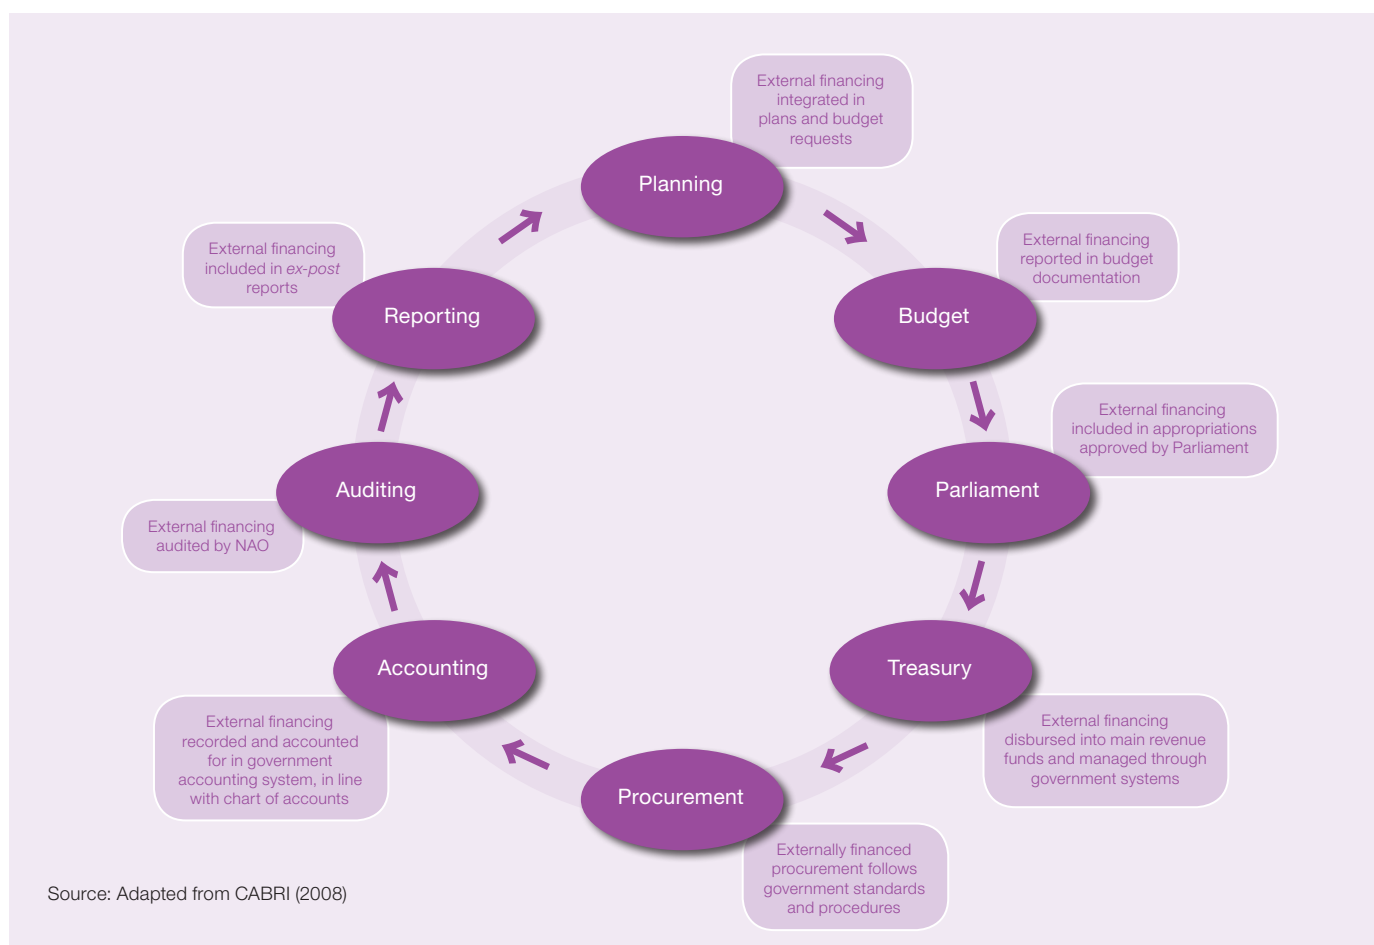 External financing
integrated in
plans and budget
requests
Planning
External financing
reported in budget
documentation
Budget
External financing
included in appropriations
approved by Parliament
Parliament
Treasury
External financing
disbursed into main revenue
funds and managed through
government systems
Procurement
Externally financed
procurement follows
government standards
and procedures
Accounting
External financing
recorded and accounted
for in government
accounting system, in line
with chart of accounts
Auditing
External financing
audited by NAO
Reporting
External financing
included in ex-post
reports
Source: Adapted from CABRI (2008)